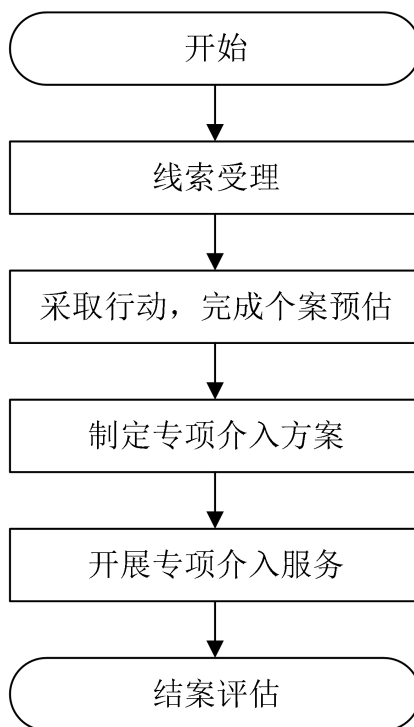 开始
线索受理
采取行动，完成个案预估
制定专项介入方案
开展专项介入服务
结案评估